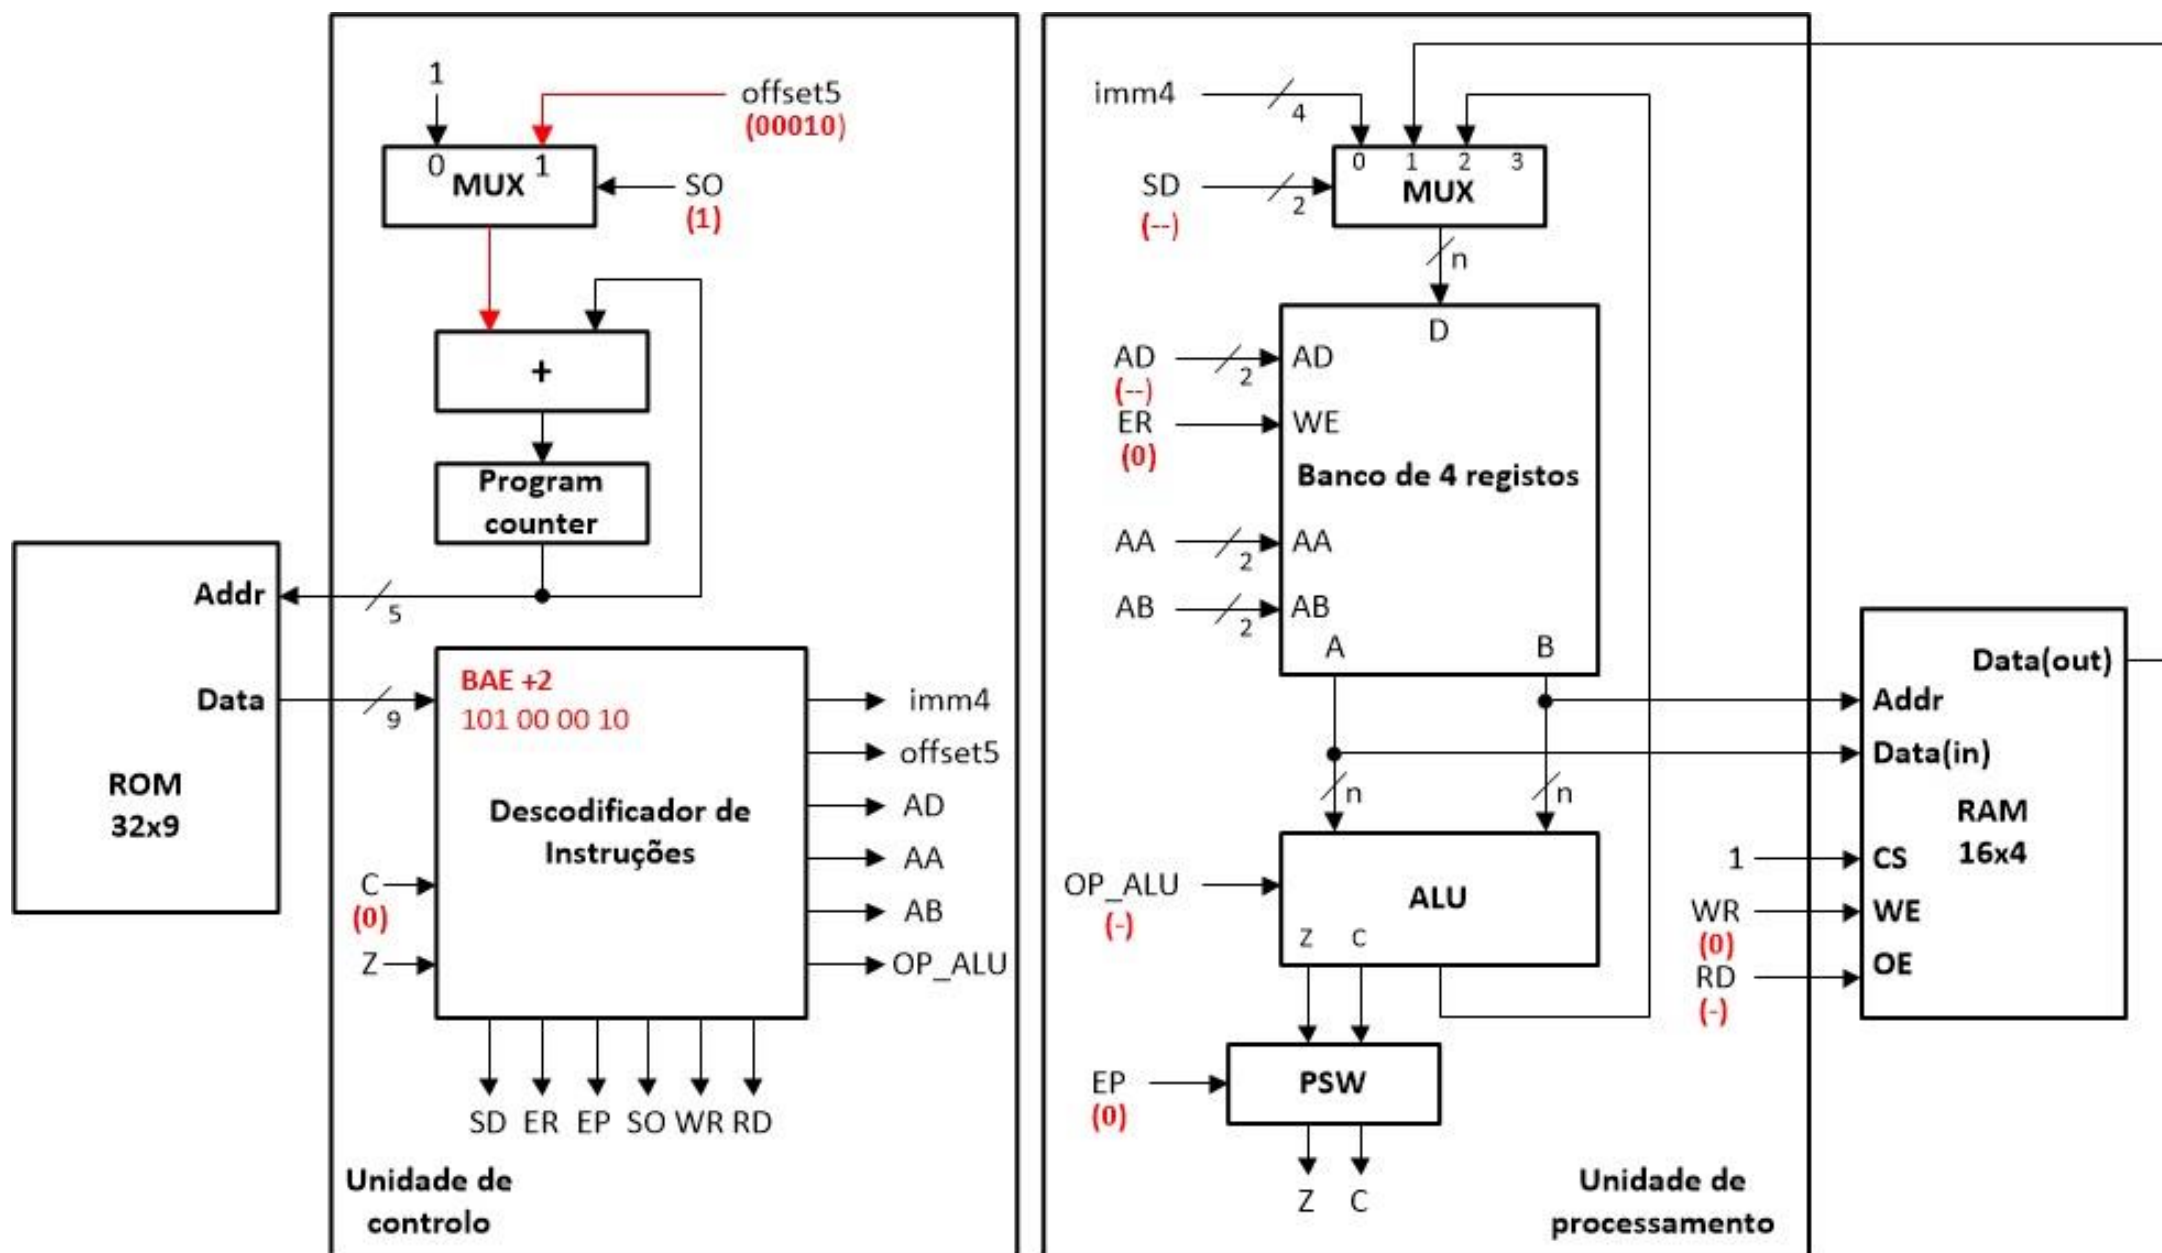 1
offset5
(00010)
0
1
MUX
SO
(1)
+
Program
counter
Addr
5
Data
9
ROM
32x9
BAE +2
101 00 00 10
Descodificador de
Instruções
C
(0)
Z
imm4
offset5
AD
AA
AB
OP_ALU
SD ER EP SO WR RD
Unidade de
controlo
imm4
4
0 1 2 3
MUX
SD
2
(--)
n
D
AD
2
AD
(--)
ER
WE
(0)
Banco de 4 registos
AA
2
AA
AB
2
AB
A
B
n
n
OP_ALU
(-)
ALU
Z C
EP
(0)
PSW
Z C
Unidade de
processamento
Data(out)
Addr
Data(in)
RAM
16x4
1
CS
WR
WE
(0)
RD
OE
(-)